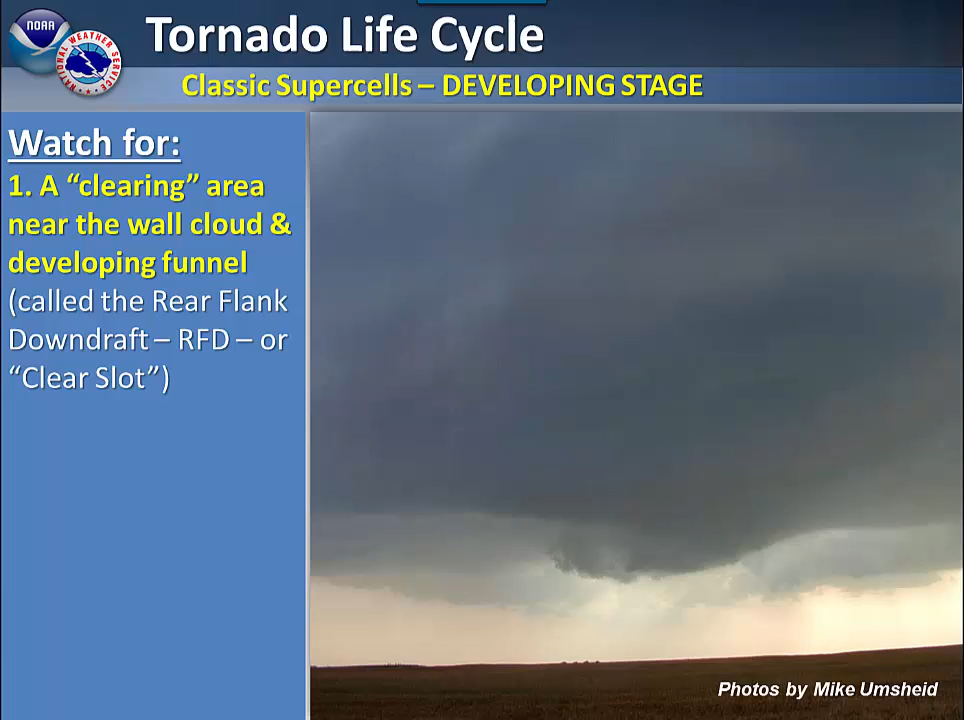 NOAA
NATIONAL WEATHER SERVICE
Tornado Life Cycle
Classic Supercells – DEVELOPING STAGE
Watch for:
1. A “clearing” area
near the wall cloud &
developing funnel
(called the Rear Flank
Downdraft – RFD – or
“Clear Slot”)
Photos by Mike Umsheid